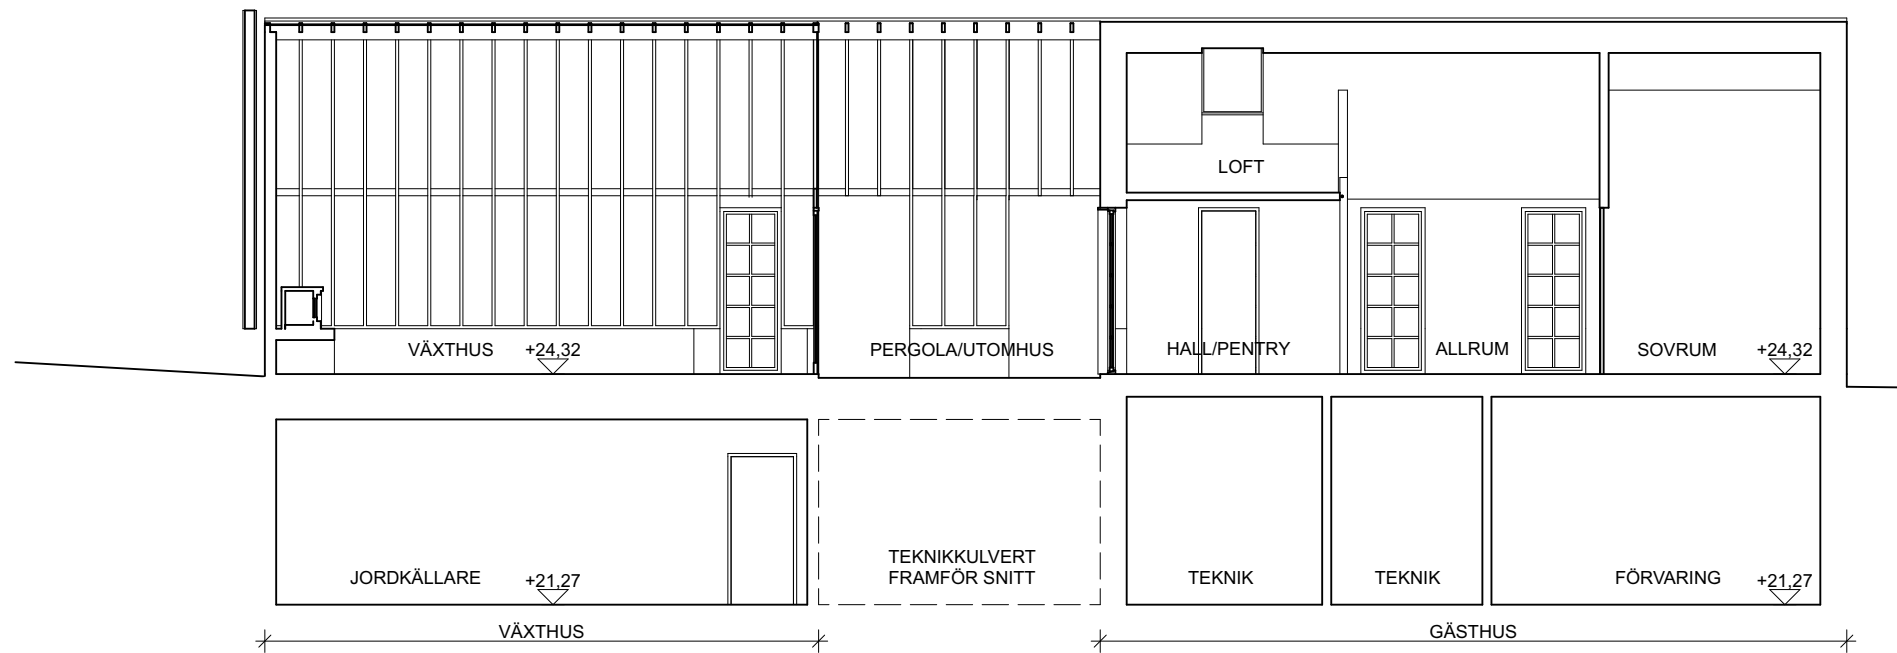 LOFT
VÄXTHUS +24,32
PERGOLA/UTOMHUS
HALL/PENTRY
ALLRUM
SOVRUM +24,32
JORDKÄLLARE +21,27
TEKNIKKULVERT
FRAMFÖR SNITT
TEKNIK
TEKNIK
FÖRVARING +21,27
VÄXTHUS
GÄSTHUS